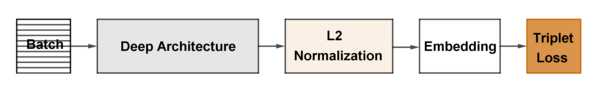 Batch
Deep Architecture
L2
Normalization
Embedding
Triplet
Loss